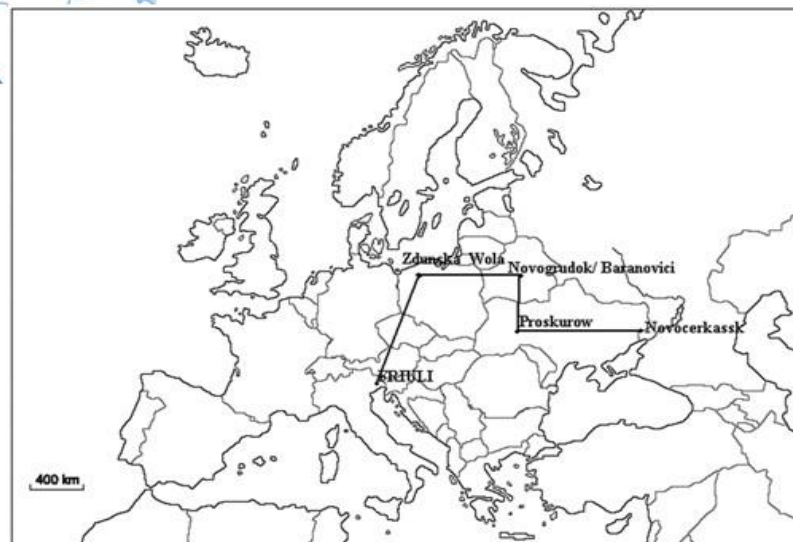 Zdunska Wola
Novogrudok/ Baranovici
Proskurow
Novocerkassk
FRIULI
400 km